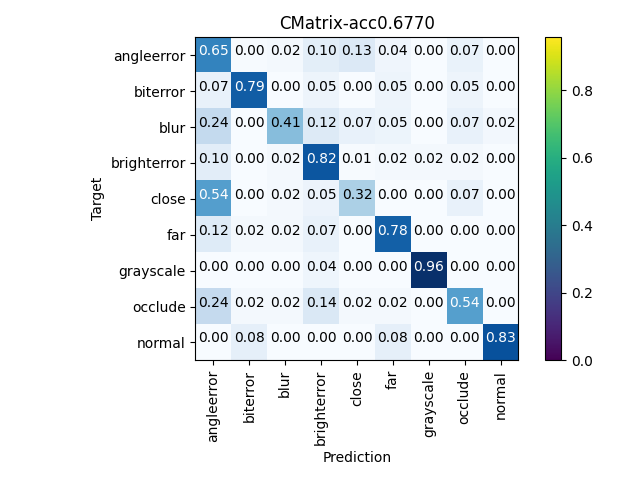 CMatrix-acc0.6770
angleerror 0.65 0.00 0.02 0.10 0.13 0.04 0.00 0.07 0.00
biterror 0.07 0.79 0.00 0.05 0.00 0.05 0.00 0.05 0.00
blur 0.24 0.00 0.41 0.12 0.07 0.05 0.00 0.07 0.02
brighterror 0.10 0.00 0.02 0.82 0.01 0.02 0.02 0.02 0.00
close 0.54 0.00 0.02 0.05 0.32 0.00 0.00 0.07 0.00
far 0.12 0.02 0.02 0.07 0.00 0.78 0.00 0.00 0.00
grayscale 0.00 0.00 0.00 0.04 0.00 0.00 0.96 0.00 0.00
occlude 0.24 0.02 0.02 0.14 0.02 0.02 0.00 0.54 0.00
normal 0.00 0.08 0.00 0.00 0.00 0.08 0.00 0.00 0.83
Target
angleerror
biterror
blur
brighterror
close
far
grayscale
occlude
normal
Prediction
0.8
0.6
0.4
0.2
0.0